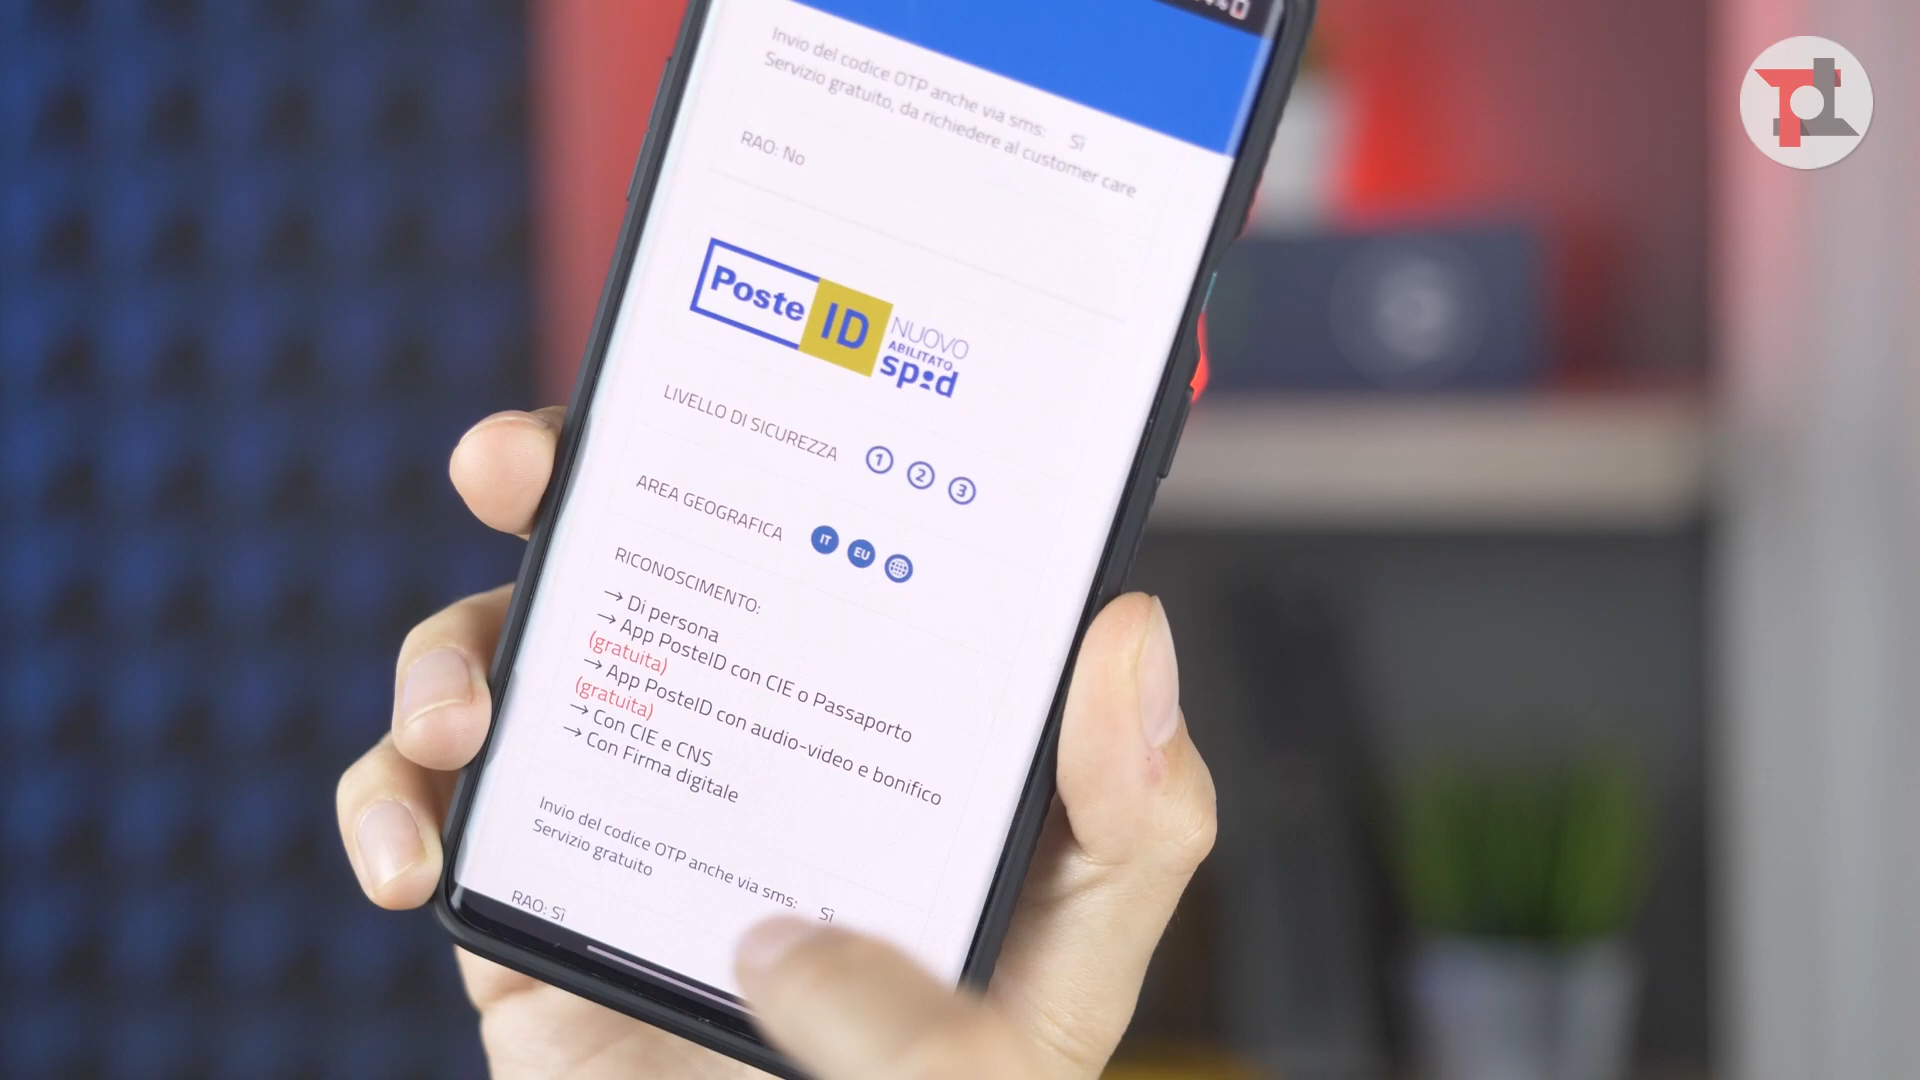 Invio del codice OTP anche via sms: Sì
Servizio gratuito, da richiedere al customer care
RAO: No
Poste ID NUOVO
ABILITATO
spid
LIVELLO DI SICUREZZA 1 2 3
AREA GEOGRAFICA IT EU
RICONOSCIMENTO:
→ Di persona
→ App PosteID con CIE o Passaporto
(gratuita)
→ App PosteID con audio-video e bonifico
(gratuita)
→ Con CIE e CNS
→ Con Firma digitale
Invio del codice OTP anche via sms: Sì
Servizio gratuito
RAO: Sì